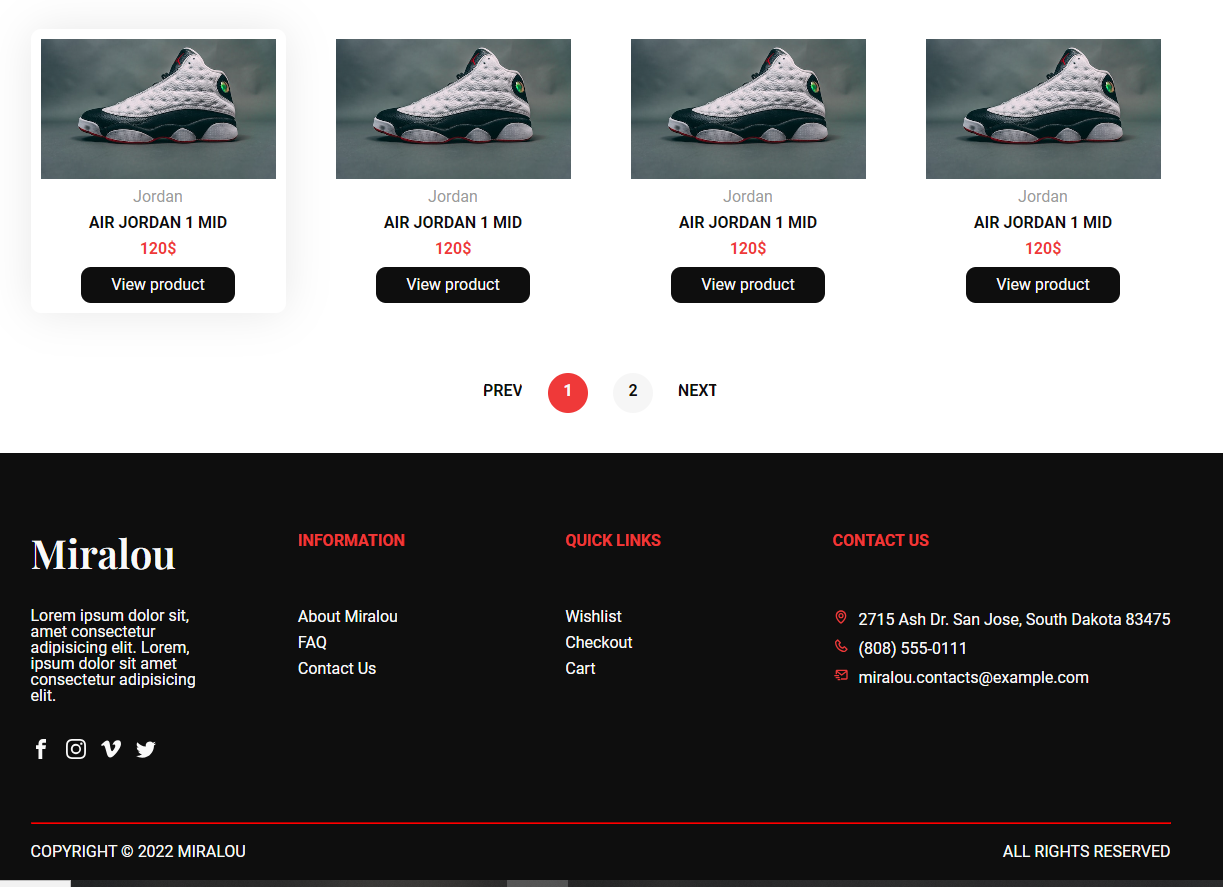 Jordan Jordan Jordan Jordan
AIR JORDAN 1 MID AIR JORDAN 1 MID AIR JORDAN 1 MID AIR JORDAN 1 MID
120$ 120$ 120$ 120$
View product View product View product View product
PREV 1 2 NEXT
Miralou
Lorem ipsum dolor sit,
amet consectetur
adipisicing elit. Lorem,
ipsum dolor sit amet
consectetur adipisicing
elit.
INFORMATION
About Miralou
FAQ
Contact Us
QUICK LINKS
Wishlist
Checkout
Cart
CONTACT US
2715 Ash Dr. San Jose, South Dakota 83475
(808) 555-0111
miralou.contacts@example.com
COPYRIGHT © 2022 MIRALOU
ALL RIGHTS RESERVED